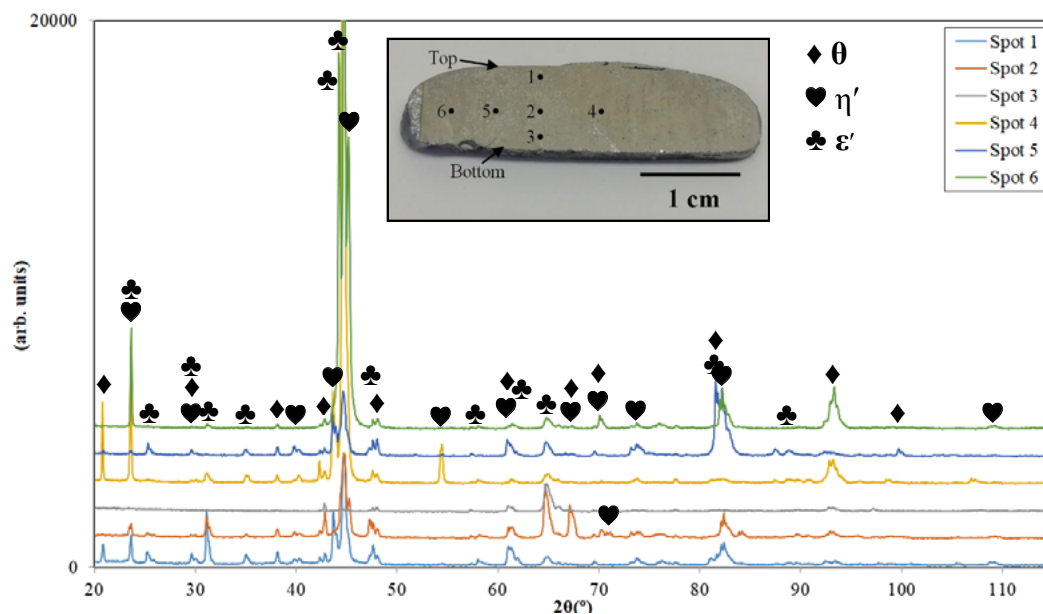 20000
Top
1
6
5
2
4
3
Bottom
1 cm
♦ θ
♥ η′
♣ ε′
Spot 1
Spot 2
Spot 3
Spot 4
Spot 5
Spot 6
(arb. units)
0
20 30 40 50 60 70 80 90 100 110
2θ(º)